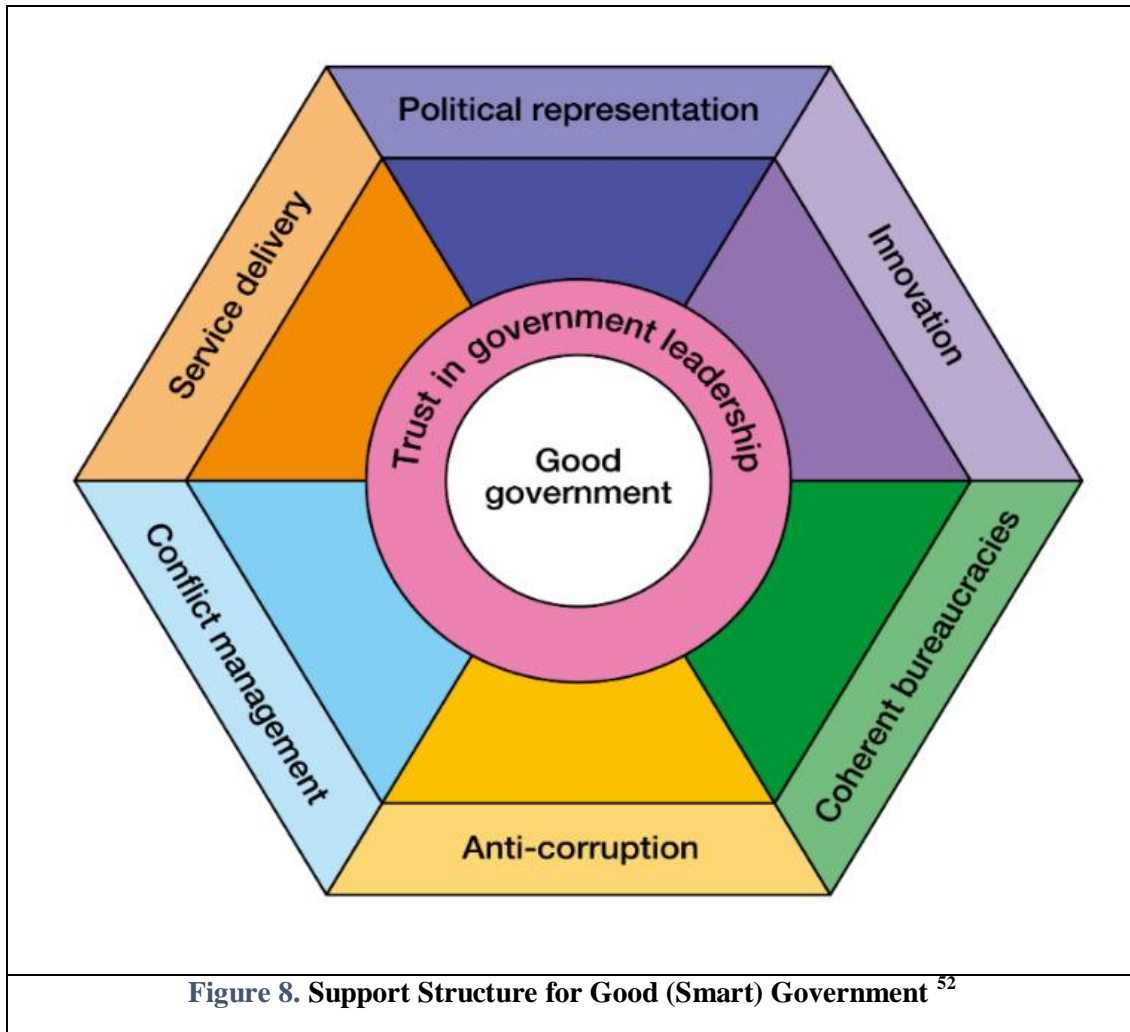 Political representation
Innovation
Service delivery
Trust in government leadership
Good
government
Conflict management
Coherent bureaucracies
Anti-corruption
Figure 8. Support Structure for Good (Smart) Government 52